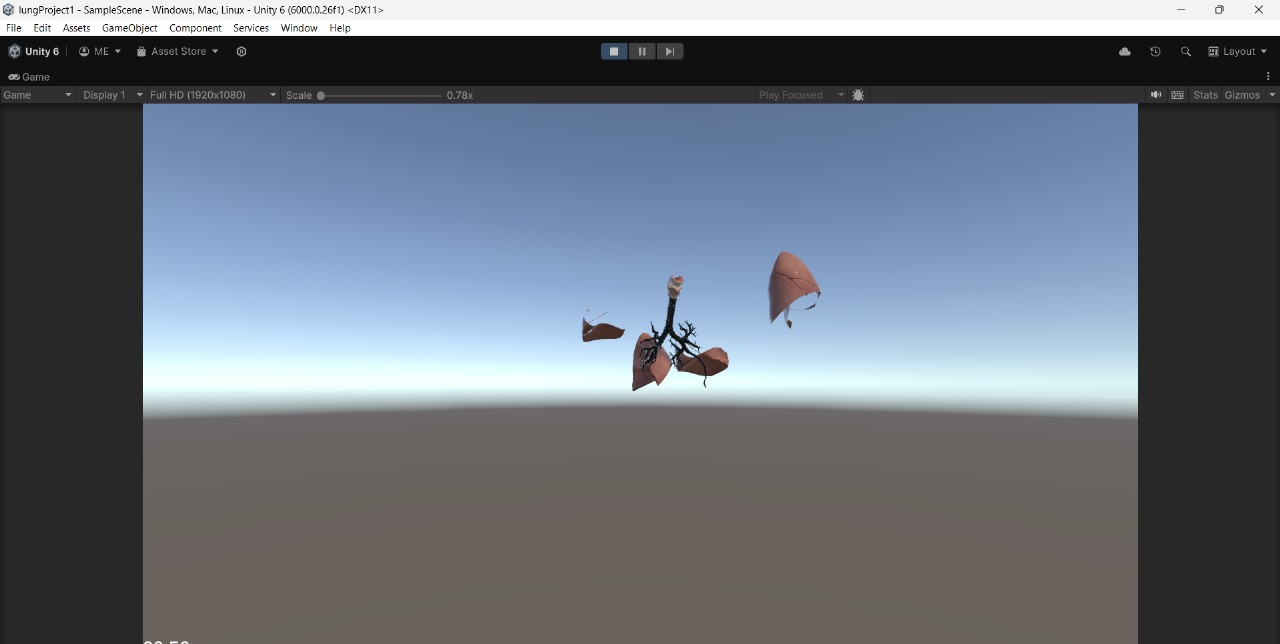 lungProject1 - SampleScene - Windows, Mac, Linux - Unity 6 (6000.0.26f1) <DX11>
File Edit Assets GameObject Component Services Window Help
Unity 6 ME Asset Store Layout
Game
Game Display 1 Full HD (1920x1080) Scale 0.78x Play Focused Stats Gizmos